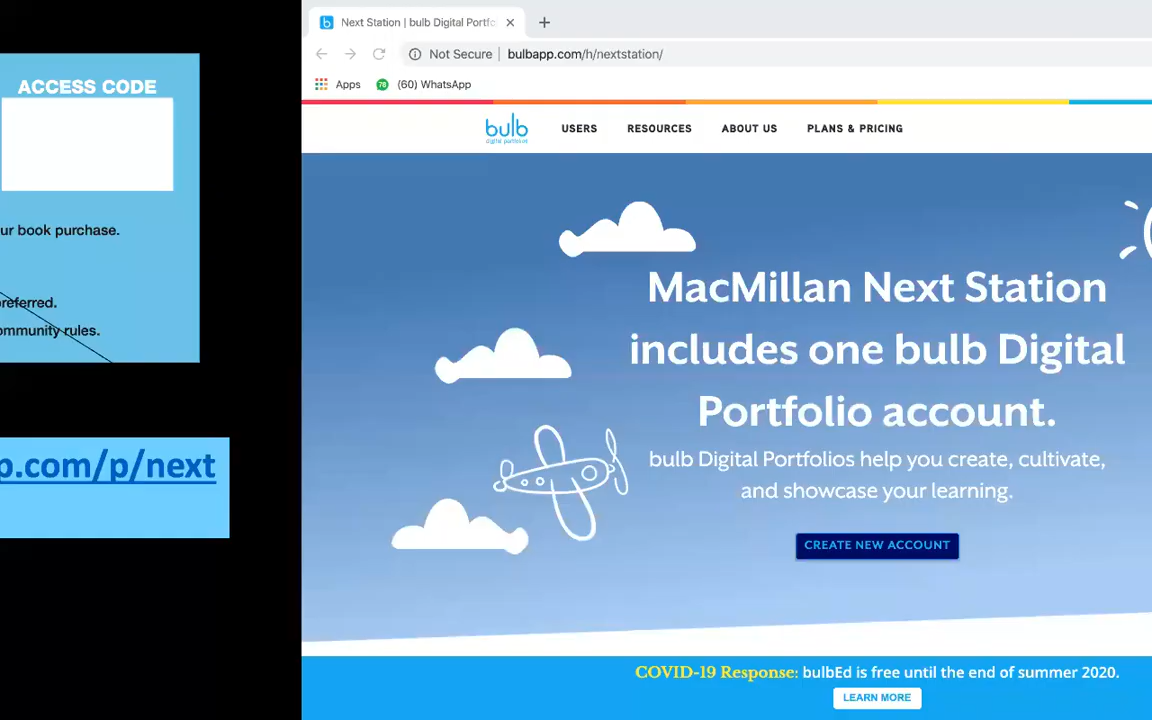 ACCESS CODE
ur book purchase.
referred.
ommunity rules.
p.com/p/next
Next Station | bulb Digital Portfo
Not Secure | bulbapp.com/h/nextstation/
Apps
76
(60) WhatsApp
bulb
digital portfolios
USERS
RESOURCES
ABOUT US
PLANS & PRICING
MacMillan Next Station
includes one bulb Digital
Portfolio account.
bulb Digital Portfolios help you create, cultivate,
and showcase your learning.
CREATE NEW ACCOUNT
COVID-19 Response: bulbEd is free until the end of summer 2020.
LEARN MORE